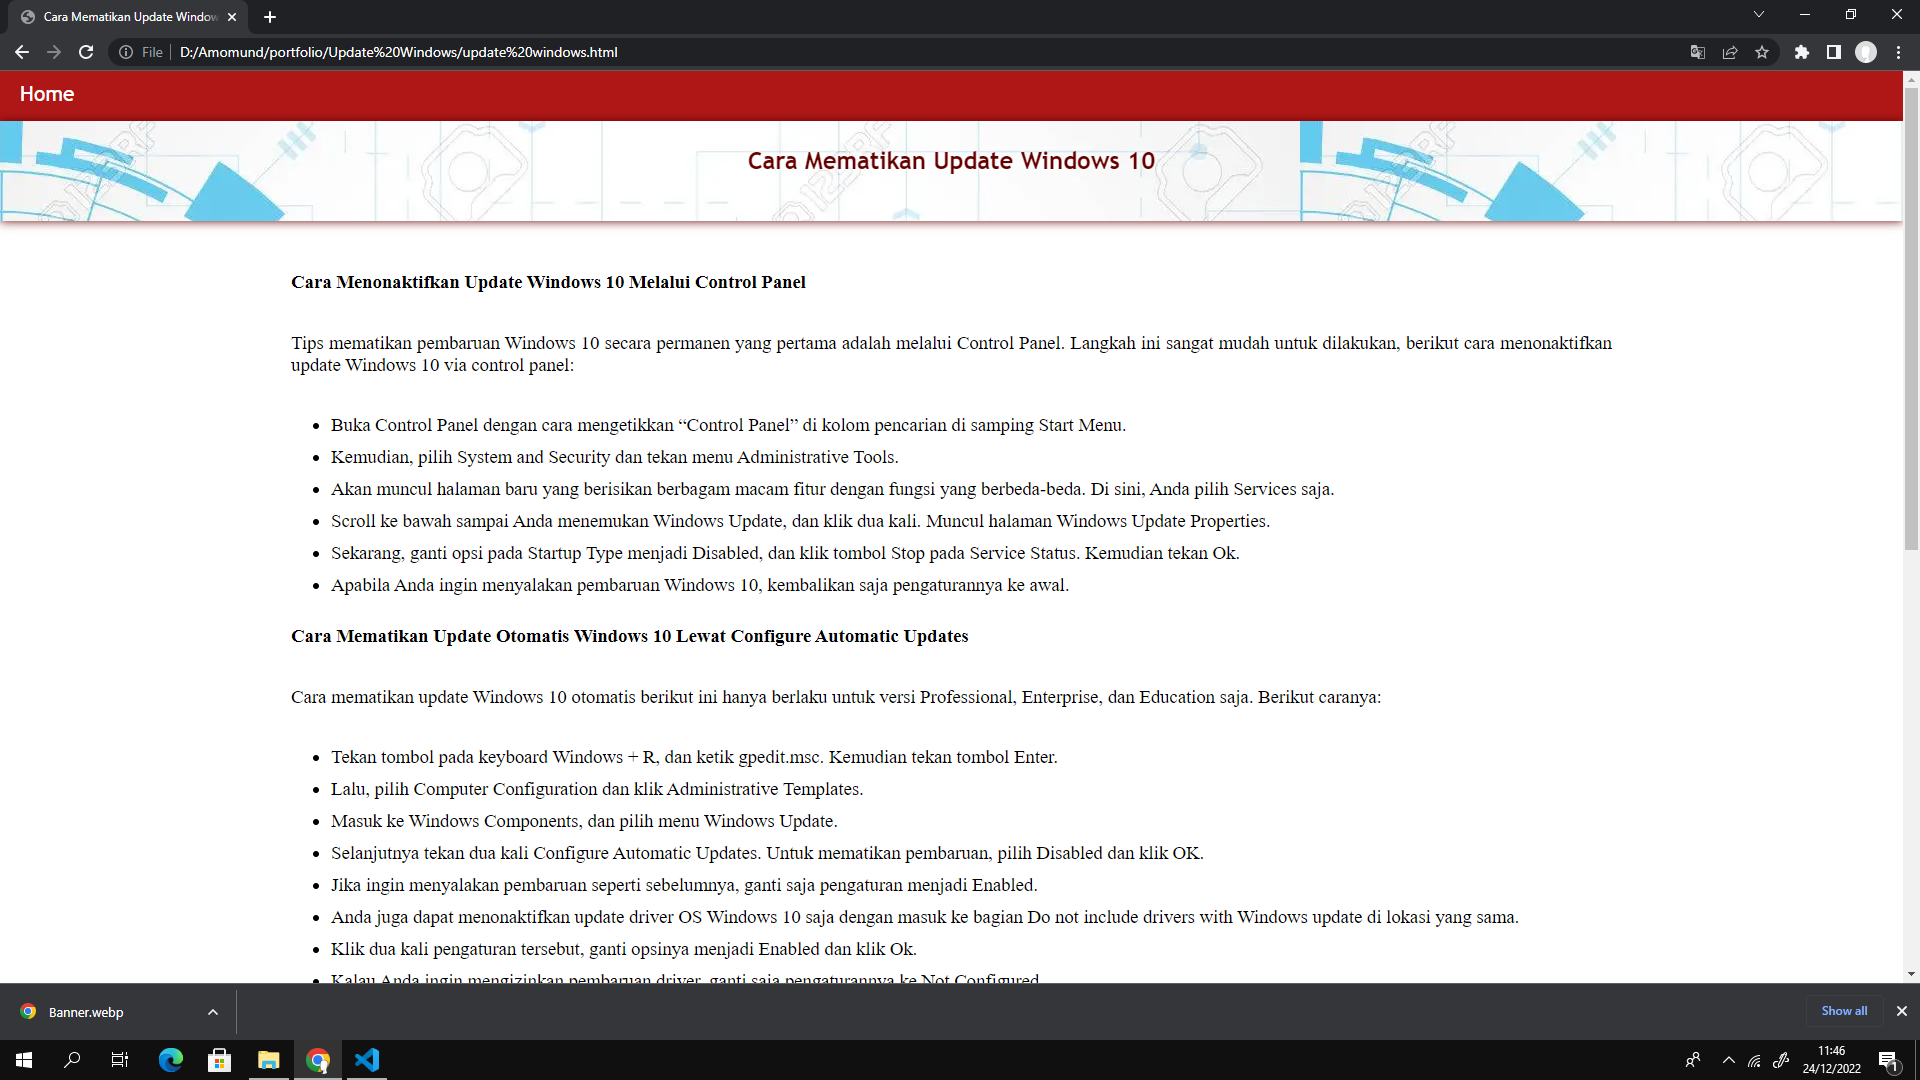 Cara Mematikan Update Window
File
D:/Amomund/portfolio/Update%20Windows/update%20windows.html
Home
Cara Mematikan Update Windows 10
Cara Menonaktifkan Update Windows 10 Melalui Control Panel
Tips mematikan pembaruan Windows 10 secara permanen yang pertama adalah melalui Control Panel. Langkah ini sangat mudah untuk dilakukan, berikut cara menonaktifkan
update Windows 10 via control panel:
Buka Control Panel dengan cara mengetikkan “Control Panel” di kolom pencarian di samping Start Menu.
Kemudian, pilih System and Security dan tekan menu Administrative Tools.
Akan muncul halaman baru yang berisikan berbagam macam fitur dengan fungsi yang berbeda-beda. Di sini, Anda pilih Services saja.
Scroll ke bawah sampai Anda menemukan Windows Update, dan klik dua kali. Muncul halaman Windows Update Properties.
Sekarang, ganti opsi pada Startup Type menjadi Disabled, dan klik tombol Stop pada Service Status. Kemudian tekan Ok.
Apabila Anda ingin menyalakan pembaruan Windows 10, kembalikan saja pengaturannya ke awal.
Cara Mematikan Update Otomatis Windows 10 Lewat Configure Automatic Updates
Cara mematikan update Windows 10 otomatis berikut ini hanya berlaku untuk versi Professional, Enterprise, dan Education saja. Berikut caranya:
Tekan tombol pada keyboard Windows + R, dan ketik gpedit.msc. Kemudian tekan tombol Enter.
Lalu, pilih Computer Configuration dan klik Administrative Templates.
Masuk ke Windows Components, dan pilih menu Windows Update.
Selanjutnya tekan dua kali Configure Automatic Updates. Untuk mematikan pembaruan, pilih Disabled dan klik OK.
Jika ingin menyalakan pembaruan seperti sebelumnya, ganti saja pengaturan menjadi Enabled.
Anda juga dapat menonaktifkan update driver OS Windows 10 saja dengan masuk ke bagian Do not include drivers with Windows update di lokasi yang sama.
Klik dua kali pengaturan tersebut, ganti opsinya menjadi Enabled dan klik Ok.
Kalau Anda ingin mengizinkan pembaruan driver, ganti saja pengaturannya ke Not Configured
Banner.webp
Show all
11:46
24/12/2022
1